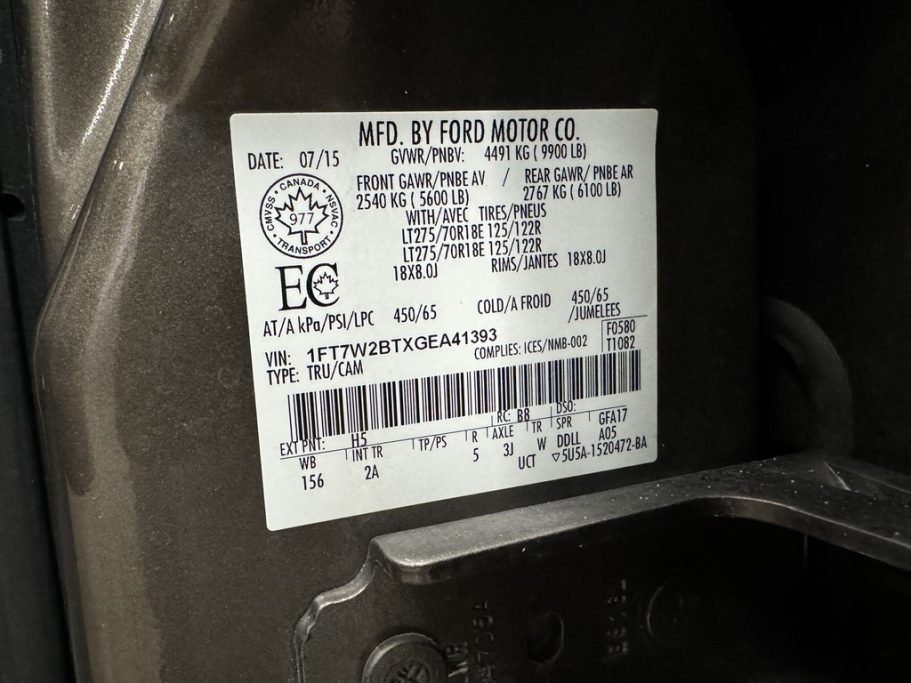 MFD. BY FORD MOTOR CO.
DATE: 07/15
GVWR/PNBV: 4491 KG ( 9900 LB)
FRONT GAWR/PNBE AV / REAR GAWR/ PNBE AR
2540 KG ( 5600 LB) 2767 KG ( 6100 LB)
WITH/AVEC TIRES/PNEUS
LT275/70R18E 125/122R
LT275/70R18E 125/122R
18X8.0J RIMS/JANTES 18X8.0J
CANADA
CMVSS NSVAC
977
TRANSPORT
EC
AT/A kPa/PSI/LPC 450/65 COLD/A FROID 450/65
/JUMELEES
VIN: 1FT7W2BTXGEA41393
COMPLIES: ICES/NMB-002
F0580
T1082
TYPE: TRU/CAM
RC: B8 DSO:
EXT PNT: H5
WB INT TR TP/PS R AXLE TR SPR GFA17
156 2A 5 3J W DDLL A05
UCT ▽5U5A-1520472-BA